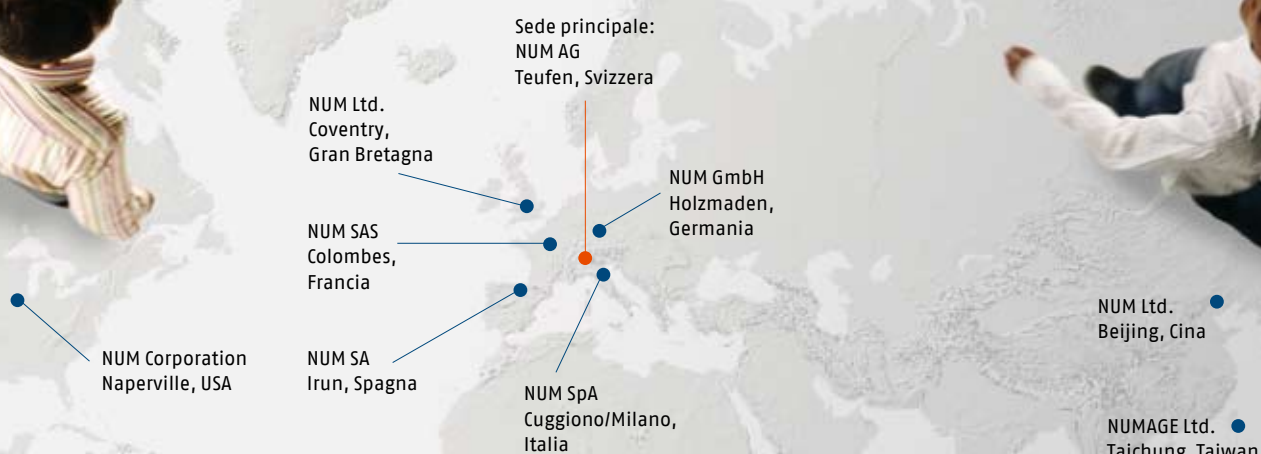 Sede principale:
NUM AG
Teufen, Svizzera
NUM Ltd.
Coventry,
Gran Bretagna
NUM GmbH
Holzmaden,
Germania
NUM SAS
Colombes,
Francia
NUM Ltd.
Beijing, Cina
NUM Corporation
Naperville, USA
NUM SA
Irun, Spagna
NUM SpA
Cuggiono/Milano,
Italia
NUMAGE Ltd.
Taichung, Taiwan